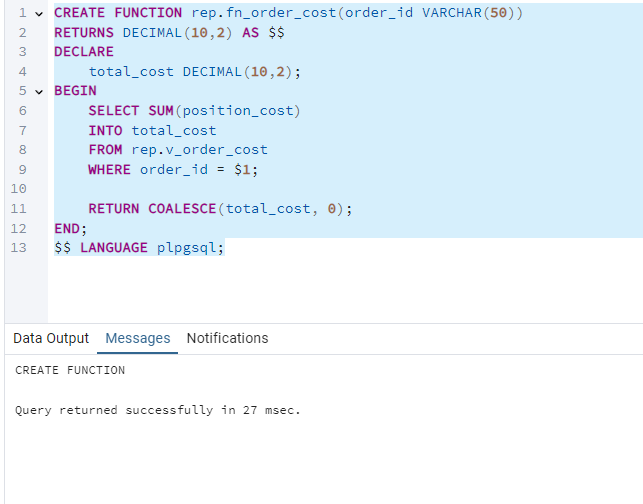 1 CREATE FUNCTION rep.fn_order_cost(order_id VARCHAR(50))
2 RETURNS DECIMAL(10,2) AS $$
3 DECLARE
4     total_cost DECIMAL(10,2);
5 BEGIN
6     SELECT SUM(position_cost)
7     INTO total_cost
8     FROM rep.v_order_cost
9     WHERE order_id = $1;
10
11     RETURN COALESCE(total_cost, 0);
12 END;
13 $$ LANGUAGE plpgsql;
Data Output Messages Notifications
CREATE FUNCTION
Query returned successfully in 27 msec.